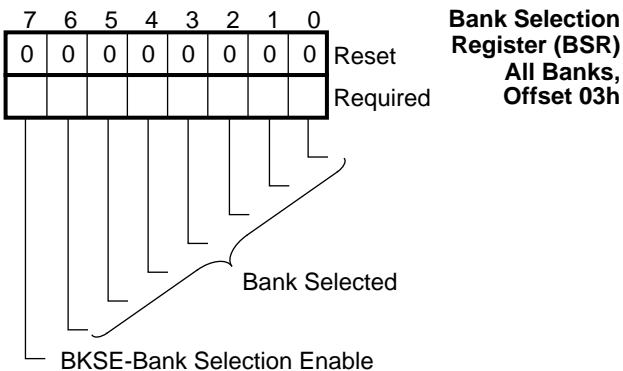 7 6 5 4 3 2 1 0
0 0 0 0 0 0 0 0 Reset
Required
Bank Selection
Register (BSR)
All Banks,
Offset 03h
Bank Selected
BKSE-Bank Selection Enable